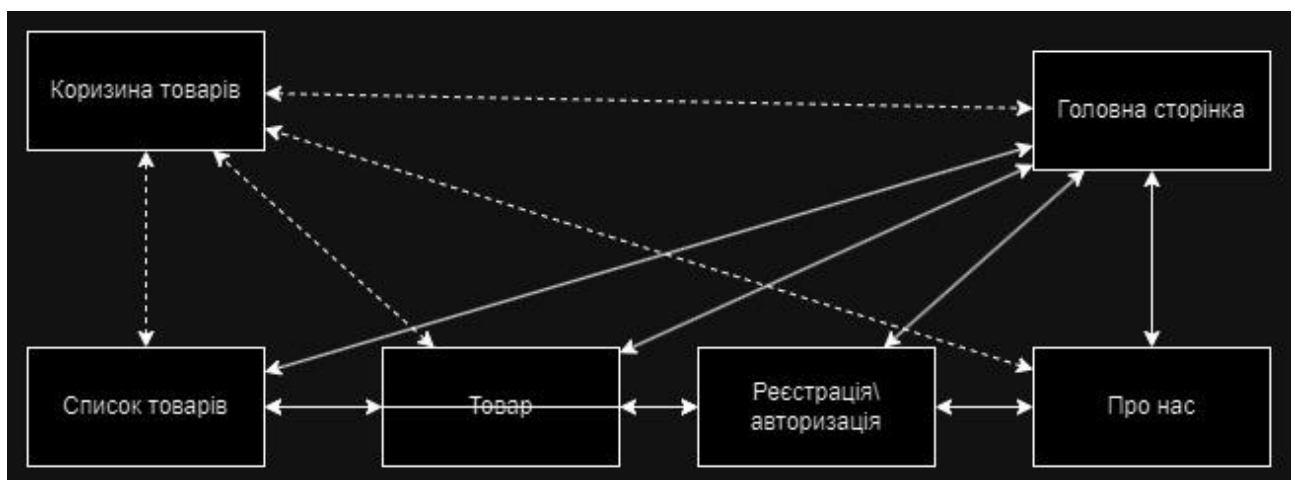 Коризина товарів
Головна сторінка
Список товарів
Товар
Реєстрація\
авторизація
Про нас